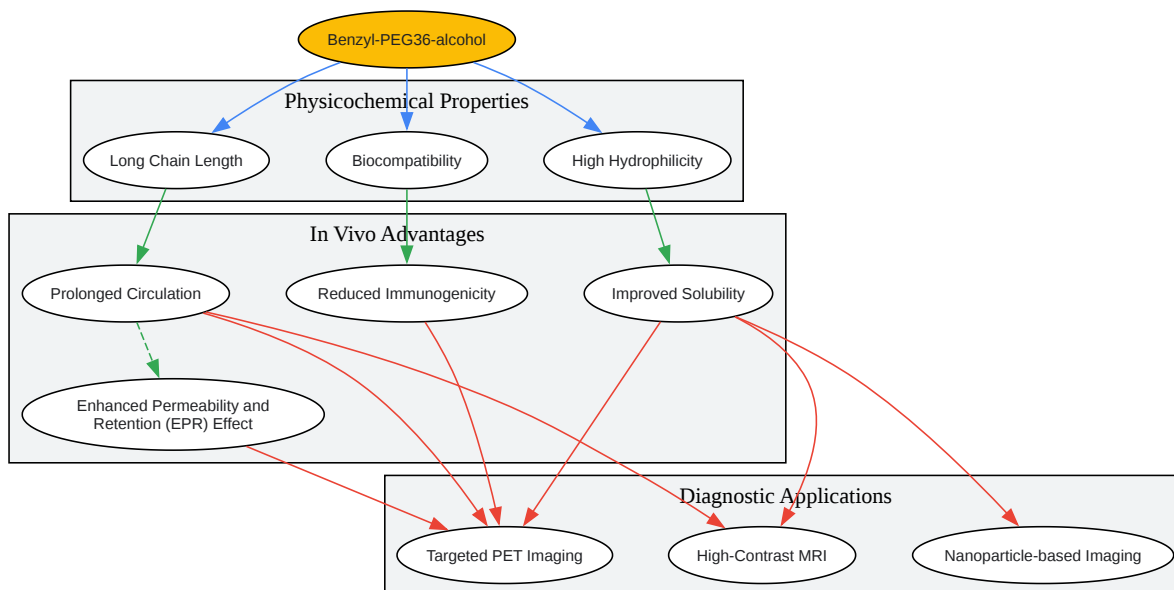 Benzyl-PEG36-alcohol
Physicochemical Properties
Long Chain Length
Biocompatibility
High Hydrophilicity
In Vivo Advantages
Prolonged Circulation
Reduced Immunogenicity
Improved Solubility
Enhanced Permeability and
Retention (EPR) Effect
Diagnostic Applications
Targeted PET Imaging
High-Contrast MRI
Nanoparticle-based Imaging